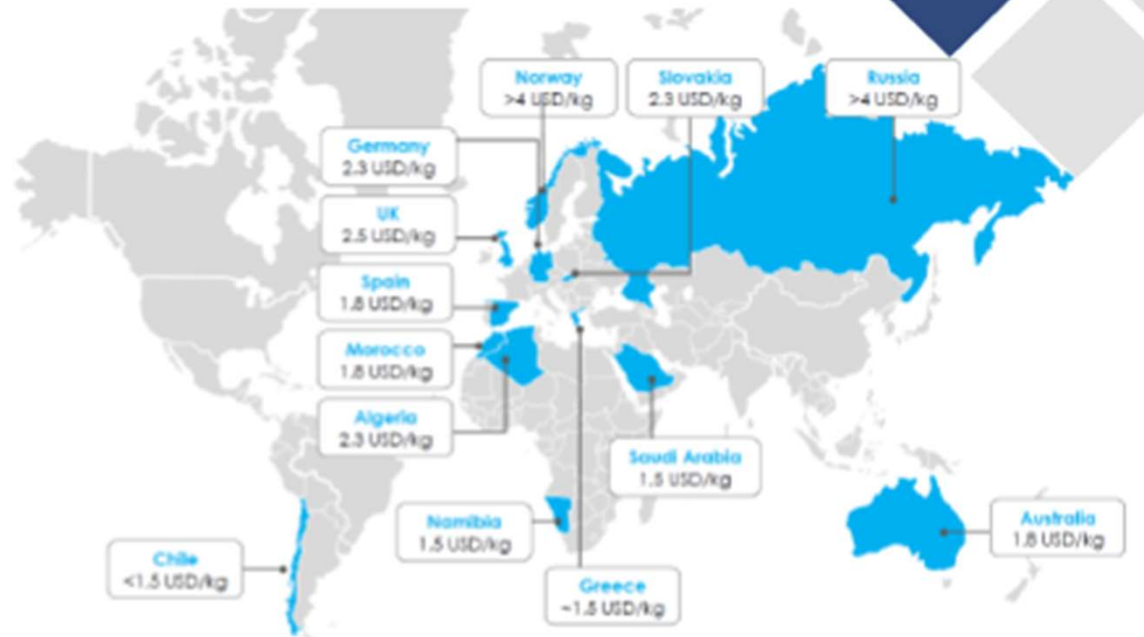 Norway
>4 USD/kg
Slovakia
2.3 USD/kg
Russia
>4 USD/kg
Germany
2.3 USD/kg
UK
2.5 USD/kg
Spain
1.8 USD/kg
Morocco
1.8 USD/kg
Algeria
2.3 USD/kg
Saudi Arabia
1.5 USD/kg
Namibia
1.5 USD/kg
Australia
1.8 USD/kg
Chile
<1.5 USD/kg
Greece
~1.5 USD/kg